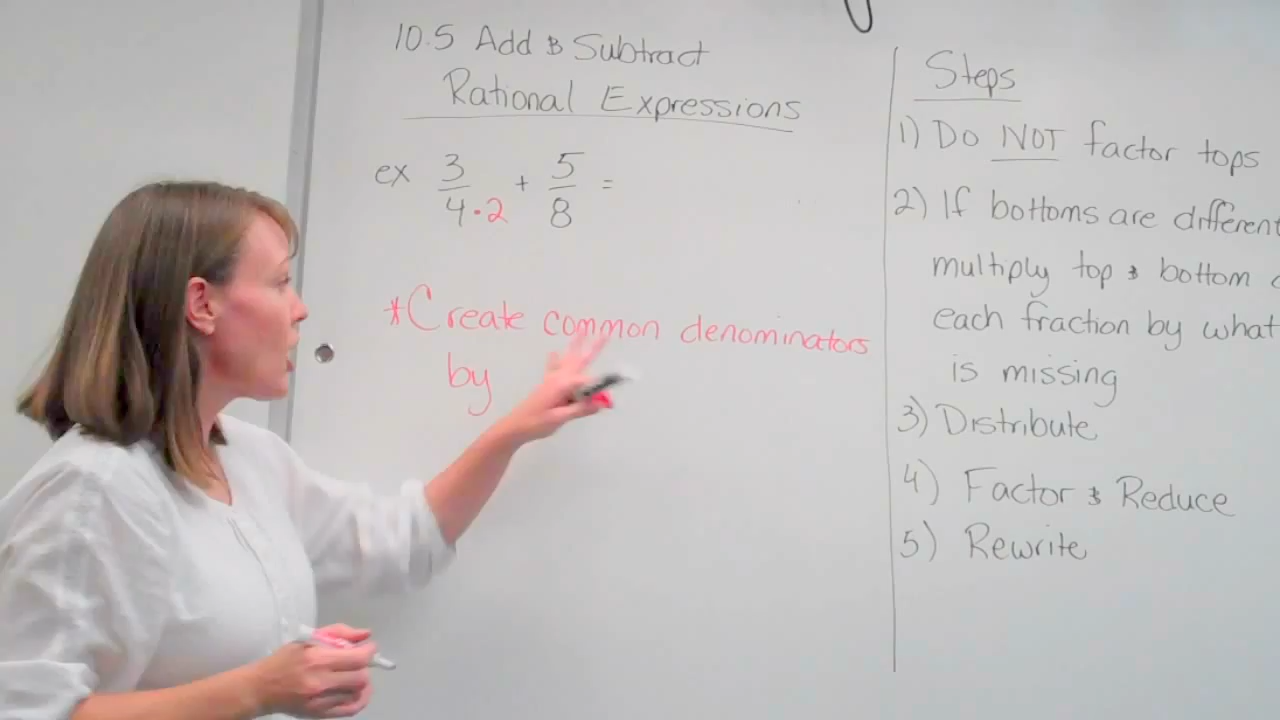 10.5 Add & Subtract
Rational Expressions
ex 3/4·2 + 5/8 =
*Create common denominators
by
Steps
1) Do NOT factor tops
2) If bottoms are different
multiply top & bottom
each fraction by what
is missing
3) Distribute
4) Factor & Reduce
5) Rewrite